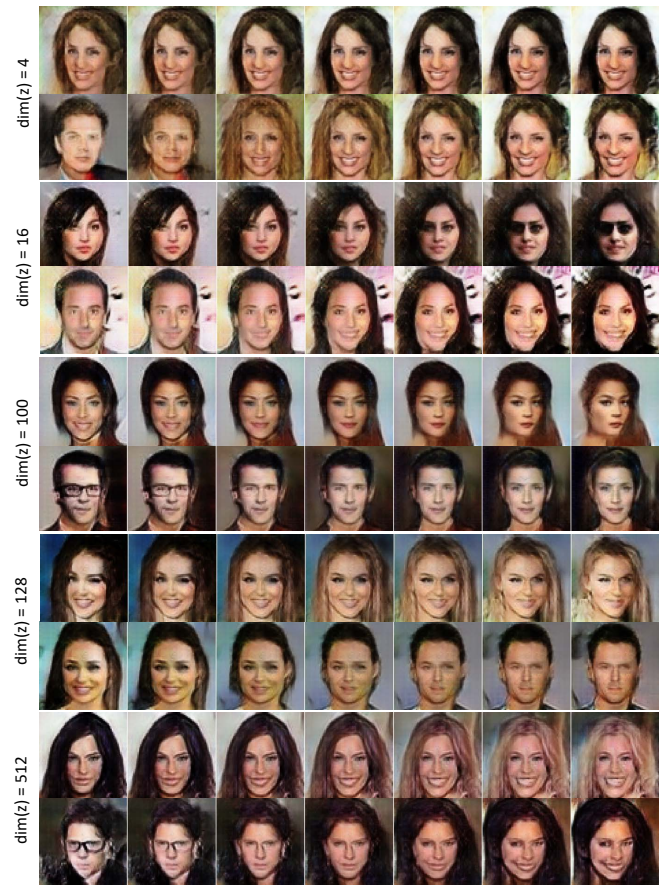 dim(z) = 4
dim(z) = 16
dim(z) = 100
dim(z) = 128
dim(z) = 512